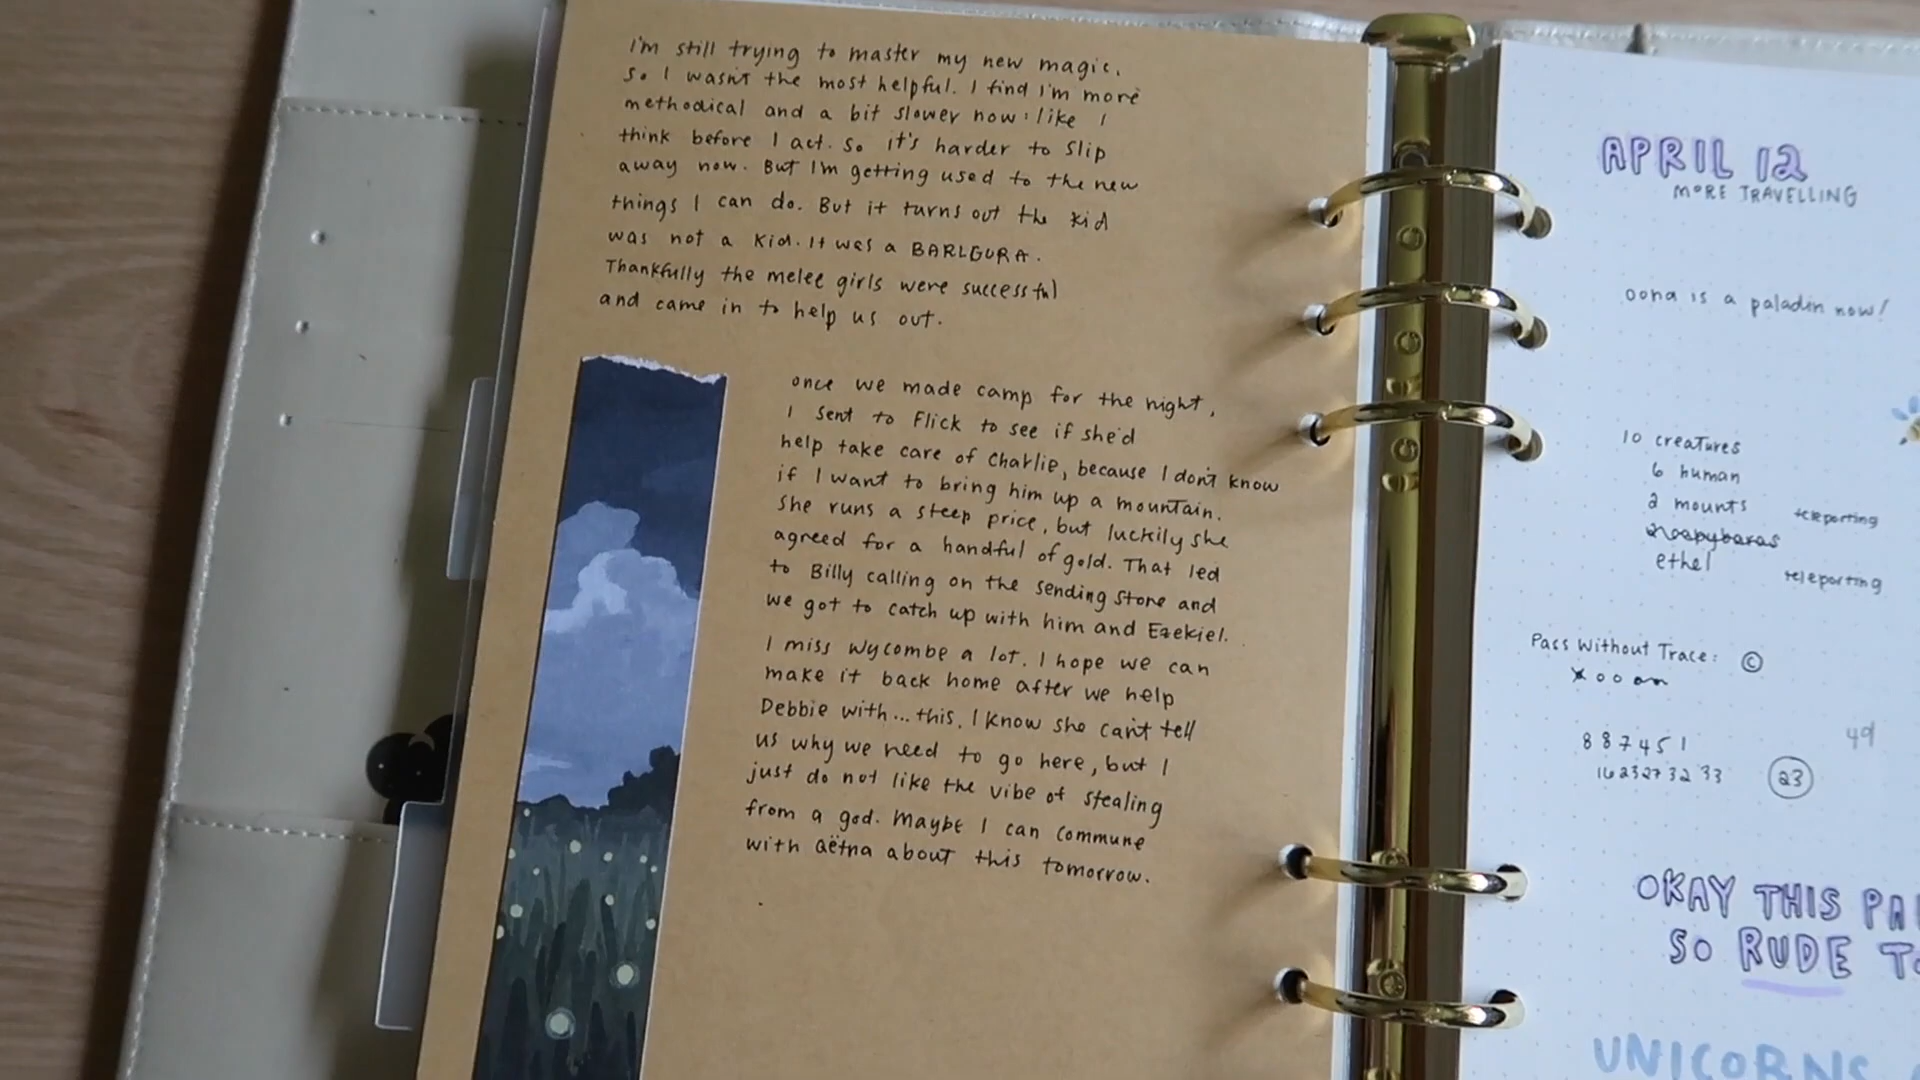 I'm still trying to master my new magic.
So I wasn't the most helpful. I find I'm more
methodical and a bit slower now: like I
think before I act. So it's harder to slip
away now. But I'm getting used to the new
things I can do. But it turns out the kid
was not a kid. It was a BARLGURA.
Thankfully the melee girls were successful
and came in to help us out.
once we made camp for the night,
I sent to Flick to see if she'd
help take care of Charlie, because I don't know
if I want to bring him up a mountain.
She runs a steep price, but luckily she
agreed for a handful of gold. That led
to Billy calling on the sending stone and
we got to catch up with him and Ezekiel.
I miss Wycombe a lot. I hope we can
make it back home after we help
Debbie with... this. I know she can't tell
us why we need to go here, but I
just do not like the vibe of stealing
from a god. Maybe I can commune
with Aëtna about this tomorrow.
APRIL 12
MORE TRAVELLING
oona is a paladin now!
10 creatures
6 human
2 mounts teleporting
ethel teleporting
Pass Without Trace: ©
8 8 7 4 5 1 49
16 23 27 32 33 23
OKAY THIS PA
SO RUDE TO
UNICORNS